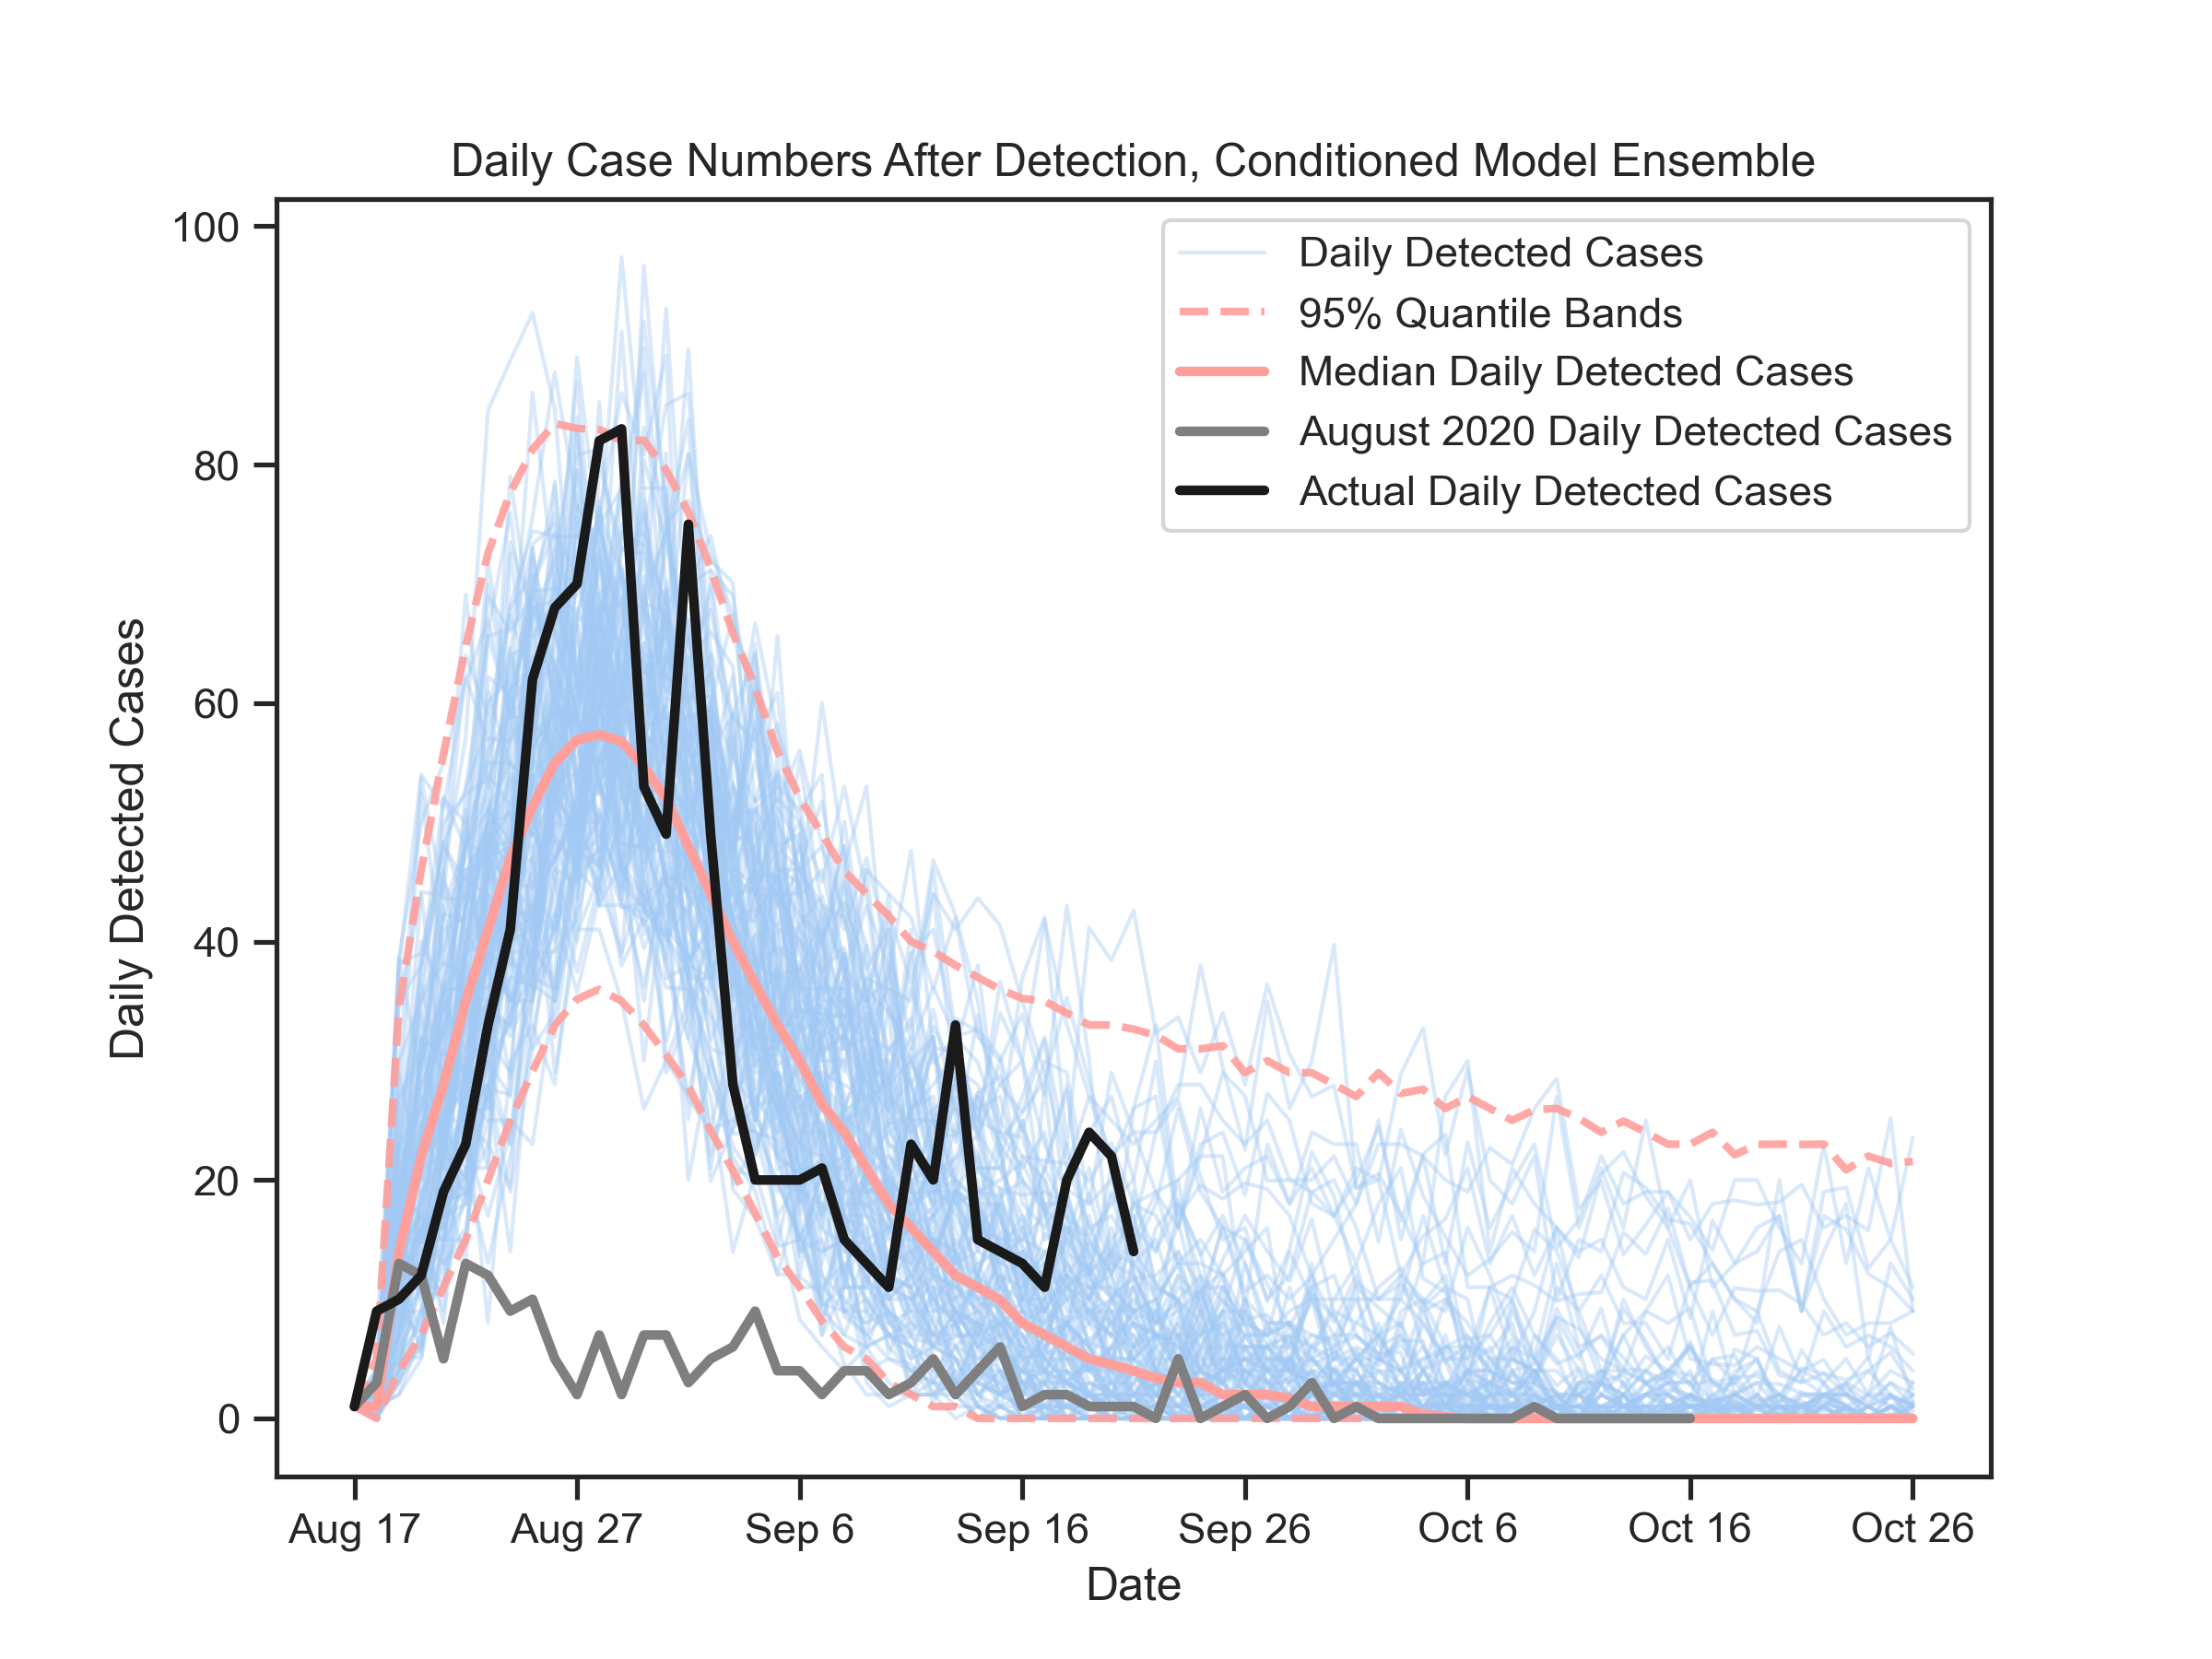 Daily Case Numbers After Detection, Conditioned Model Ensemble
Daily Detected Cases
95% Quantile Bands
Median Daily Detected Cases
August 2020 Daily Detected Cases
Actual Daily Detected Cases
Daily Detected Cases
100
80
60
40
20
0
Aug 17 Aug 27 Sep 6 Sep 16 Sep 26 Oct 6 Oct 16 Oct 26
Date